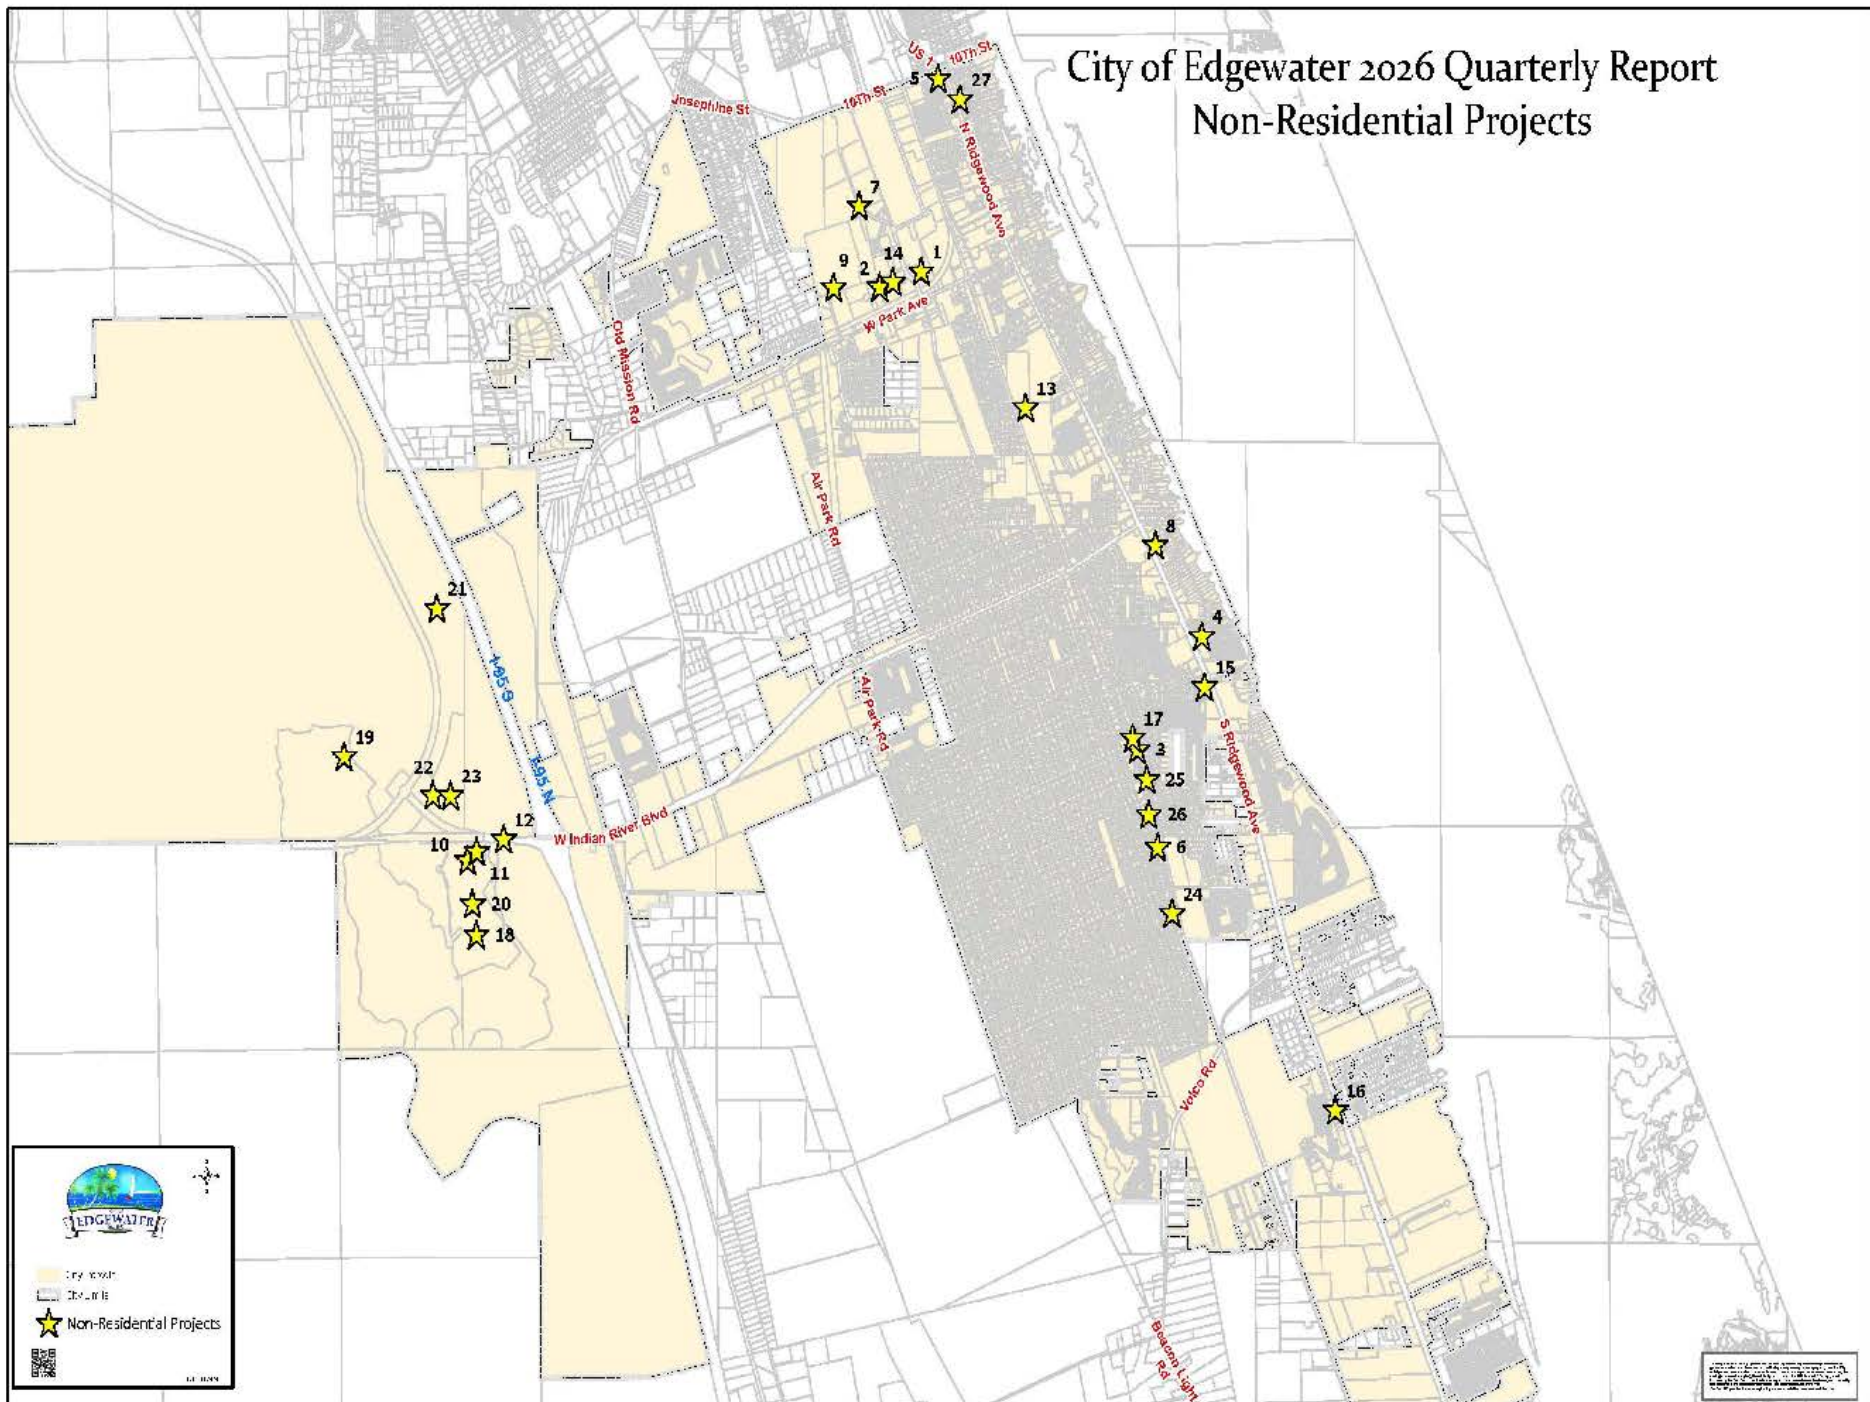 City of Edgewater 2026 Quarterly Report
Non-Residential Projects
US 1
10Th St
5
27
Josephine St
10Th St
N Ridgewood Ave
7
9
2
14
1
W Park Ave
Old Mission Rd
13
Air Park Rd
8
21
4
I-95 S
15
Air Park Rd
17
3
S Ridgewood Ave
19
25
22
23
I-95 N
26
12
W Indian River Blvd
10
11
6
20
24
18
Volco Rd
16
Beacon Light
Rd
EDGEWATER
Non-Residential Projects